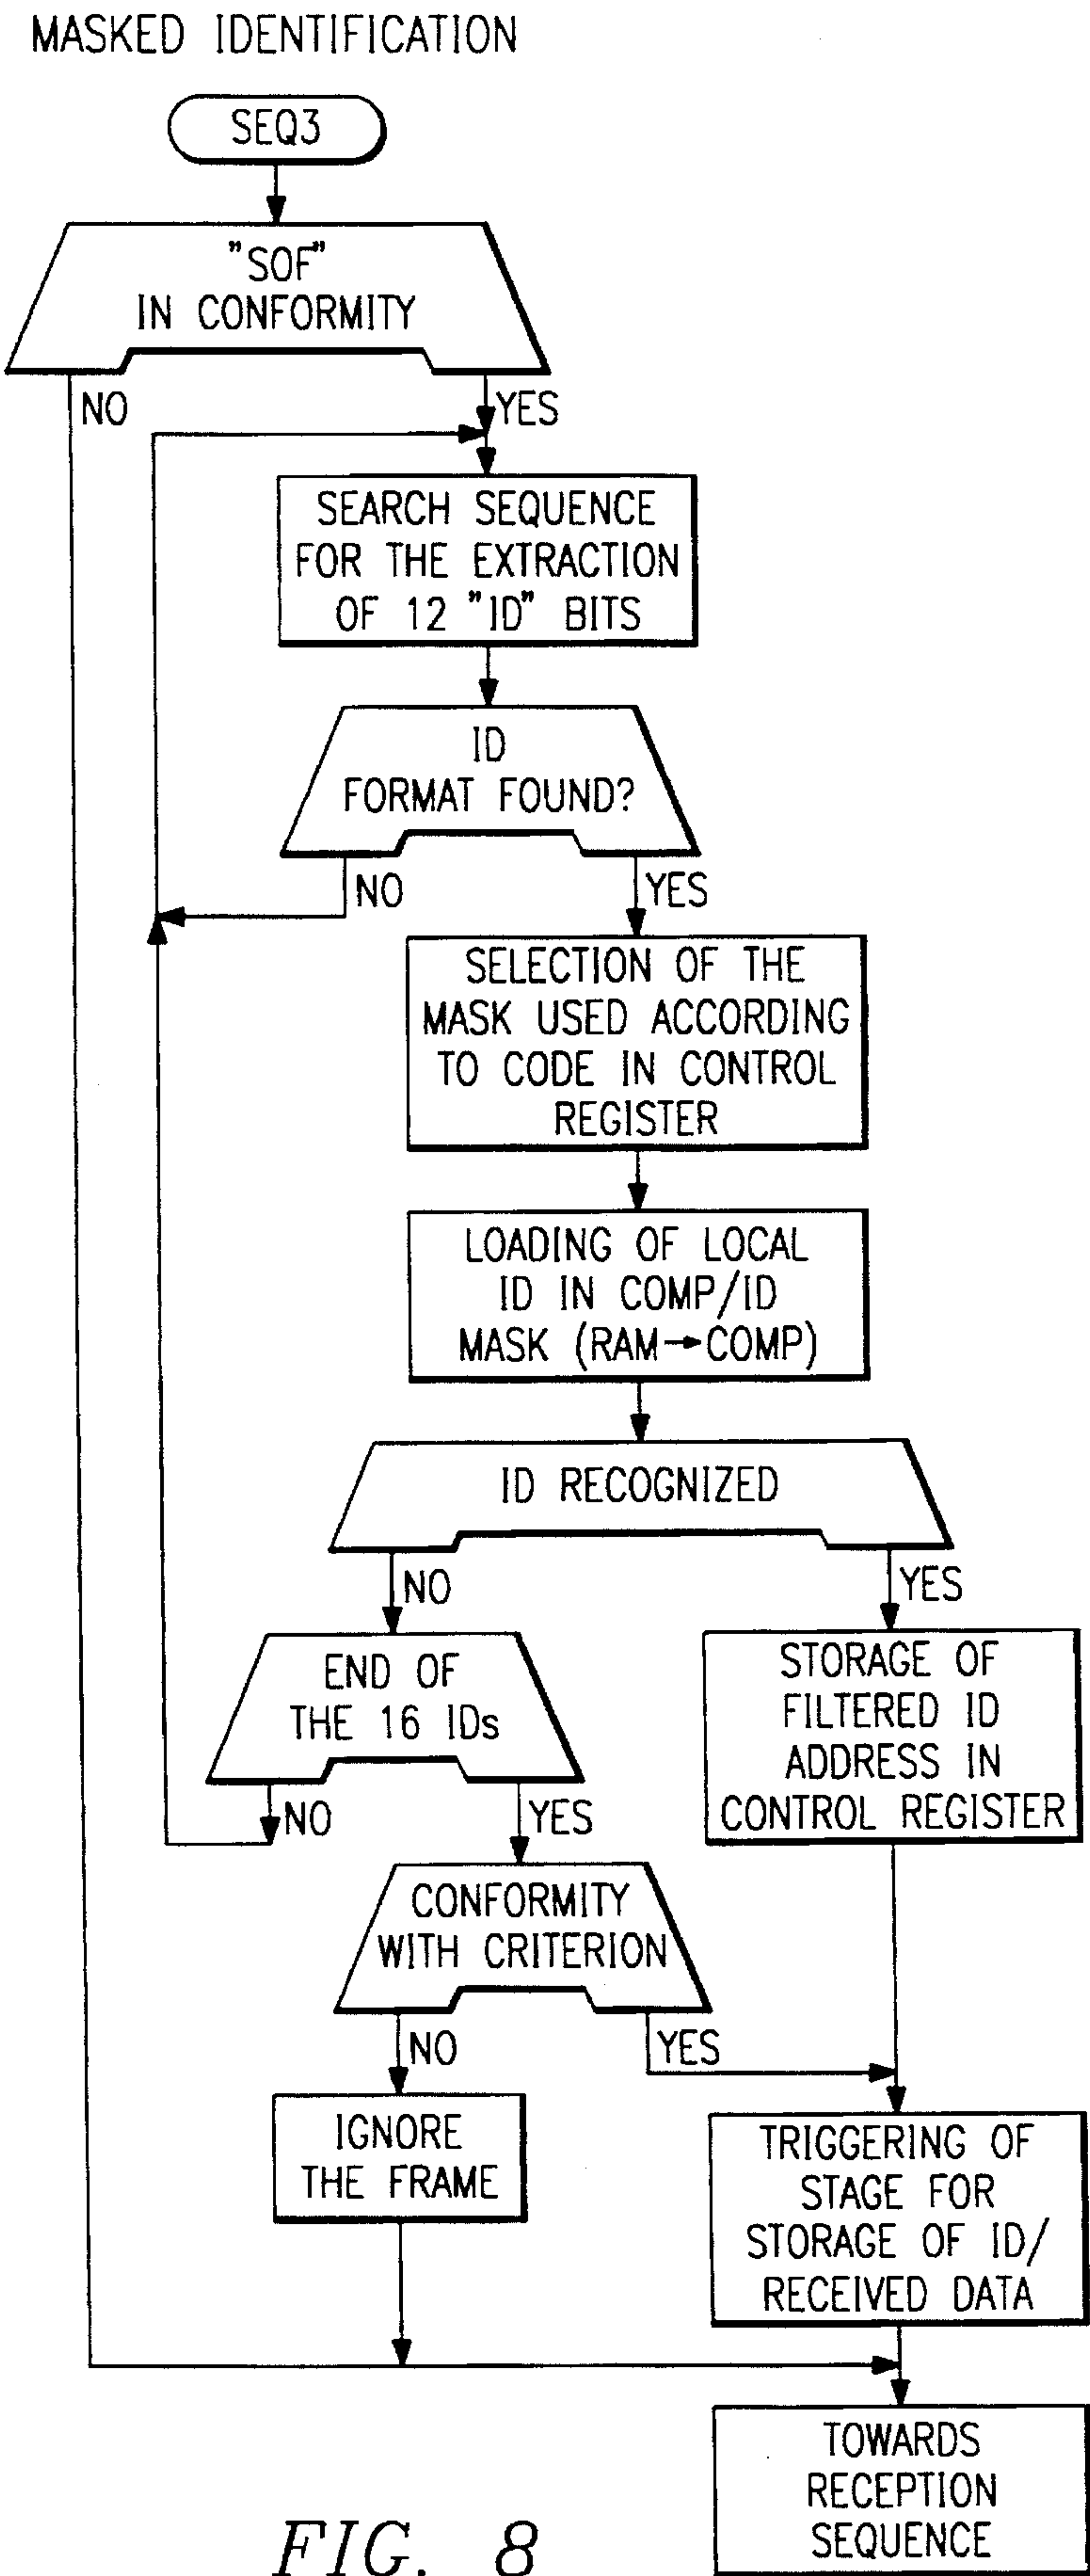 MASKED IDENTIFICATION
SEQ3
"SOF"
IN CONFORMITY
NO
YES
SEARCH SEQUENCE
FOR THE EXTRACTION
OF 12 "ID" BITS
ID
FORMAT FOUND?
NO
YES
SELECTION OF THE
MASK USED ACCORDING
TO CODE IN CONTROL
REGISTER
LOADING OF LOCAL
ID IN COMP/ID
MASK (RAM→COMP)
ID RECOGNIZED
NO
YES
END OF
THE 16 IDs
STORAGE OF
FILTERED ID
ADDRESS IN
CONTROL REGISTER
NO
YES
CONFORMITY
WITH CRITERION
NO
YES
IGNORE
THE FRAME
TRIGGERING OF
STAGE FOR
STORAGE OF ID/
RECEIVED DATA
TOWARDS
RECEPTION
SEQUENCE
FIG. 8